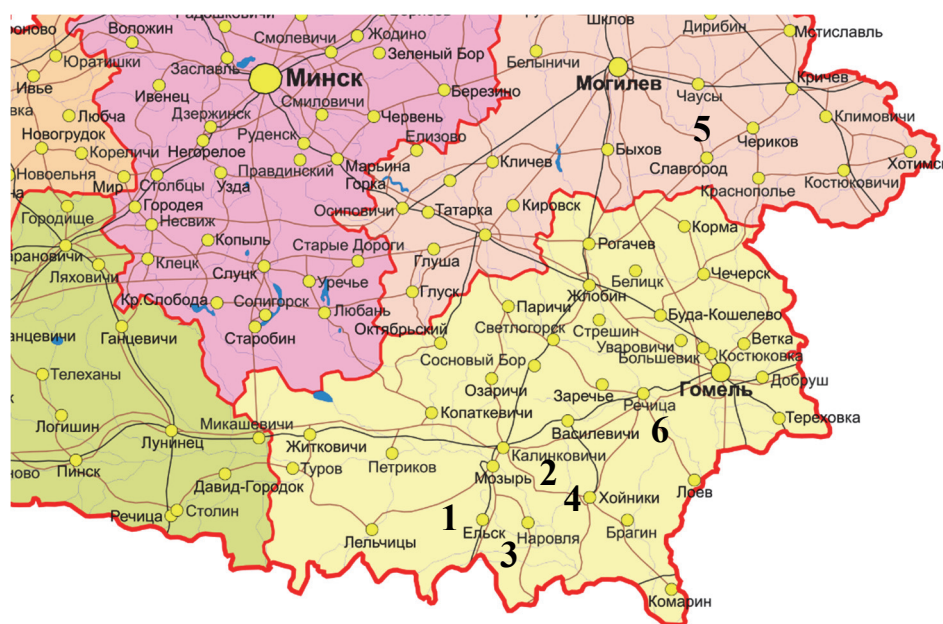 Шклов
Дирибин
Мстиславль
Радошковичи
Воложин
Жодино
Смолевичи
Зеленый Бор
Юратишки
Заславль
Минск
Белыничи
Могилев
Кричев
Ивье
Ивенец
Смиловичи
Березино
Чаусы
Любча
Дзержинск
Червень
Климовичи
5
Новогрудок
Руденск
Елизово
Чериков
Кореличи
Негорелое
Правдинский
Марьина
Горка
Кличев
Быхов
Славгород
Хотимск
Новоельня
Мир
Столбцы
Узда
Краснополье
Костюковичи
Городище
Городея
Несвиж
Осиповичи
Татарка
Кировск
Корма
Копыль
Старые Дороги
Рогачев
Ляховичи
Клецк
Слуцк
Уречье
Глуша
Белицк
Чечерск
Кр.Слобода
Солигорск
Любань
Глуск
Жлобин
Паричи
Буда-Кошелево
Ганцевичи
Старобин
Октябрьский
Светлогорск
Стрешин
Уваровичи
Ветка
Большевик
Костюковка
Сосновый Бор
Телеханы
Озаричи
Заречье
Гомель
Добруш
Речица
Логишин
Микашевичи
Копаткевичи
Василевичи
6
Тереховка
Лунинец
Житковичи
Калинковичи
Пинск
Туров
Петриков
Мозырь
2
Давид-Городок
4
Хойники
Лоев
Речица
Столин
1
Ельск
Наровля
Брагин
Лельчицы
3
Комарин